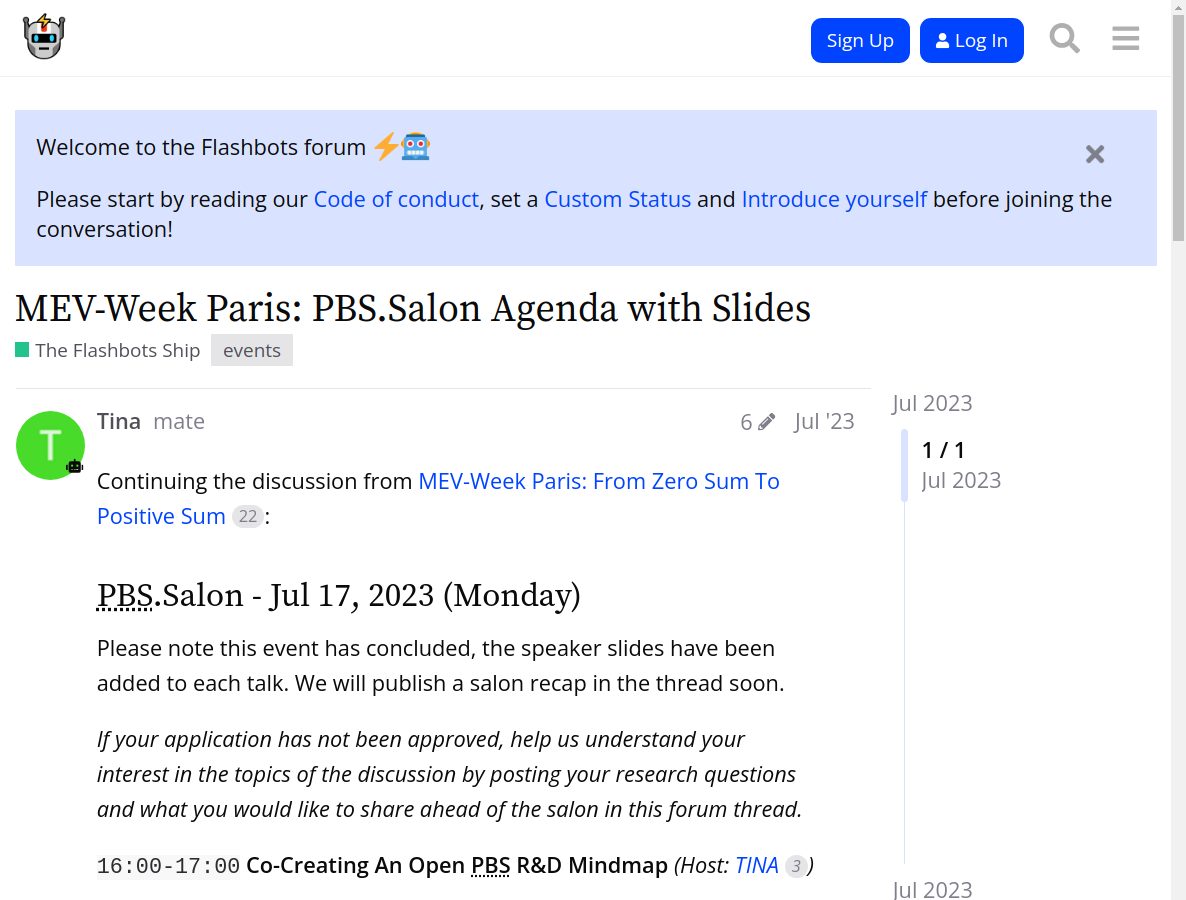 Sign Up
Log In
Welcome to the Flashbots forum
Please start by reading our Code of conduct, set a Custom Status and Introduce yourself before joining the
conversation!
MEV-Week Paris: PBS.Salon Agenda with Slides
The Flashbots Ship events
T
Tina mate 6 Jul '23
Continuing the discussion from MEV-Week Paris: From Zero Sum To
Positive Sum 22:
PBS.Salon - Jul 17, 2023 (Monday)
Please note this event has concluded, the speaker slides have been
added to each talk. We will publish a salon recap in the thread soon.
If your application has not been approved, help us understand your
interest in the topics of the discussion by posting your research questions
and what you would like to share ahead of the salon in this forum thread.
16:00-17:00 Co-Creating An Open PBS R&D Mindmap (Host: TINA 3)
Jul 2023
1 / 1
Jul 2023
Jul 2023